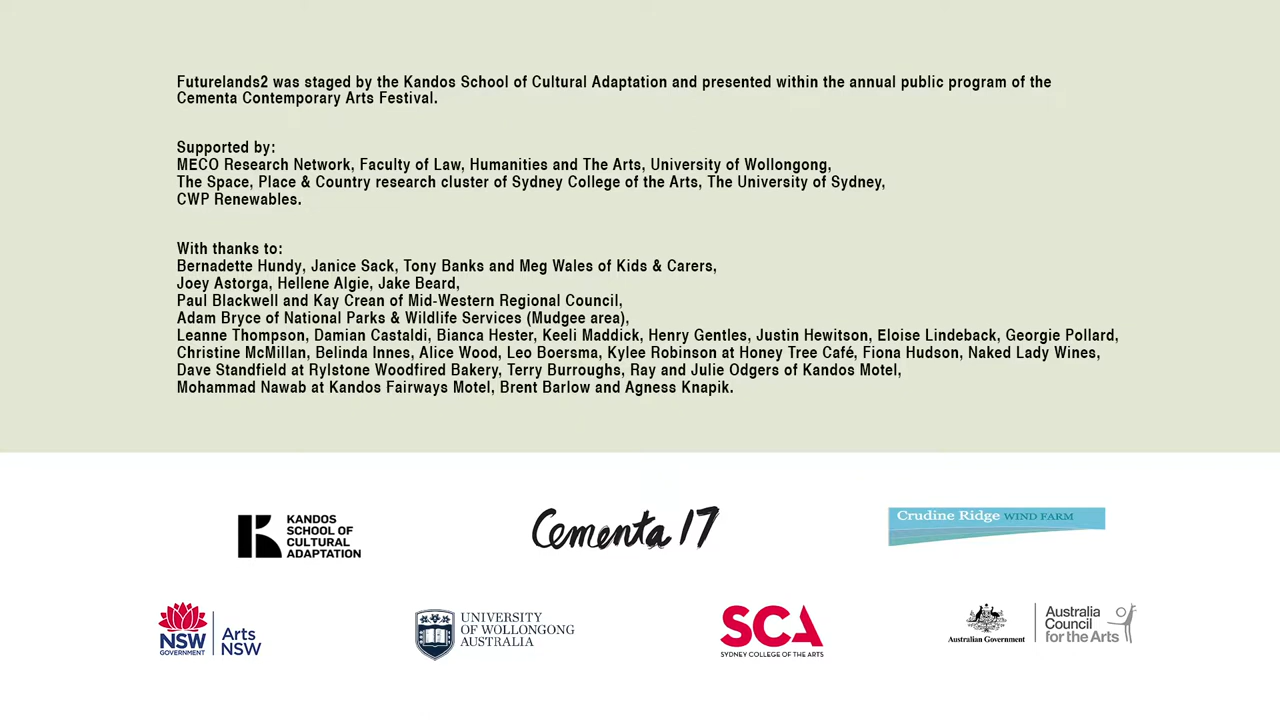 Futurelands2 was staged by the Kandos School of Cultural Adaptation and presented within the annual public program of the
Cementa Contemporary Arts Festival.
Supported by:
MECO Research Network, Faculty of Law, Humanities and The Arts, University of Wollongong,
The Space, Place & Country research cluster of Sydney College of the Arts, The University of Sydney,
CWP Renewables.
With thanks to:
Bernadette Hundy, Janice Sack, Tony Banks and Meg Wales of Kids & Carers,
Joey Astorga, Hellene Algie, Jake Beard,
Paul Blackwell and Kay Crean of Mid-Western Regional Council,
Adam Bryce of National Parks & Wildlife Services (Mudgee area),
Leanne Thompson, Damian Castaldi, Bianca Hester, Keeli Maddick, Henry Gentles, Justin Hewitson, Eloise Lindeback, Georgie Pollard,
Christine McMillan, Belinda Innes, Alice Wood, Leo Boersma, Kylee Robinson at Honey Tree Café, Fiona Hudson, Naked Lady Wines,
Dave Standfield at Rylstone Woodfired Bakery, Terry Burroughs, Ray and Julie Odgers of Kandos Motel,
Mohammad Nawab at Kandos Fairways Motel, Brent Barlow and Agness Knapik.
KANDOS
SCHOOL OF
CULTURAL
ADAPTATION
Cementa 17
Crudine Ridge WIND FARM
NSW
GOVERNMENT
Arts
NSW
UNIVERSITY
OF WOLLONGONG
AUSTRALIA
SCA
SYDNEY COLLEGE OF THE ARTS
Australian Government
Australia
Council
for the Arts